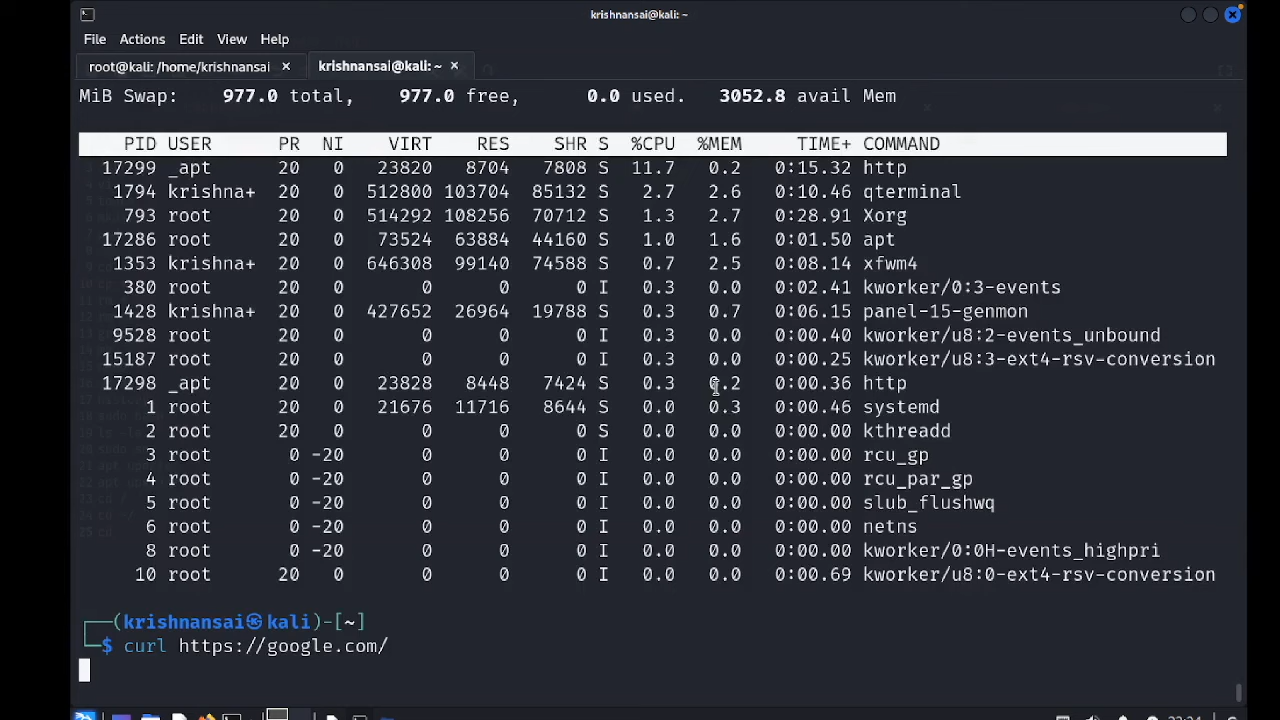 krishnansai@kali: ~
File Actions Edit View Help
root@kali: /home/krishnansai × krishnansai@kali: ~ ×
MiB Swap: 977.0 total, 977.0 free, 0.0 used. 3052.8 avail Mem
PID USER PR NI VIRT RES SHR S %CPU %MEM TIME+ COMMAND
17299 _apt 20 0 23820 8704 7808 S 11.7 0.2 0:15.32 http
1794 krishna+ 20 0 512800 103704 85132 S 2.7 2.6 0:10.46 qterminal
793 root 20 0 514292 108256 70712 S 1.3 2.7 0:28.91 Xorg
17286 root 20 0 73524 63884 44160 S 1.0 1.6 0:01.50 apt
1353 krishna+ 20 0 646308 99140 74588 S 0.7 2.5 0:08.14 xfwm4
380 root 20 0 0 0 0 I 0.3 0.0 0:02.41 kworker/0:3-events
1428 krishna+ 20 0 427652 26964 19788 S 0.3 0.7 0:06.15 panel-15-genmon
9528 root 20 0 0 0 0 I 0.3 0.0 0:00.40 kworker/u8:2-events_unbound
15187 root 20 0 0 0 0 I 0.3 0.0 0:00.25 kworker/u8:3-ext4-rsv-conversion
17298 _apt 20 0 23828 8448 7424 S 0.3 0.2 0:00.36 http
1 root 20 0 21676 11716 8644 S 0.0 0.3 0:00.46 systemd
2 root 20 0 0 0 0 S 0.0 0.0 0:00.00 kthreadd
3 root 0 -20 0 0 0 I 0.0 0.0 0:00.00 rcu_gp
4 root 0 -20 0 0 0 I 0.0 0.0 0:00.00 rcu_par_gp
5 root 0 -20 0 0 0 I 0.0 0.0 0:00.00 slub_flushwq
6 root 0 -20 0 0 0 I 0.0 0.0 0:00.00 netns
8 root 0 -20 0 0 0 I 0.0 0.0 0:00.00 kworker/0:0H-events_highpri
10 root 20 0 0 0 0 I 0.0 0.0 0:00.69 kworker/u8:0-ext4-rsv-conversion
┌──(krishnansai㉿kali)-[~]
└─$ curl https://google.com/